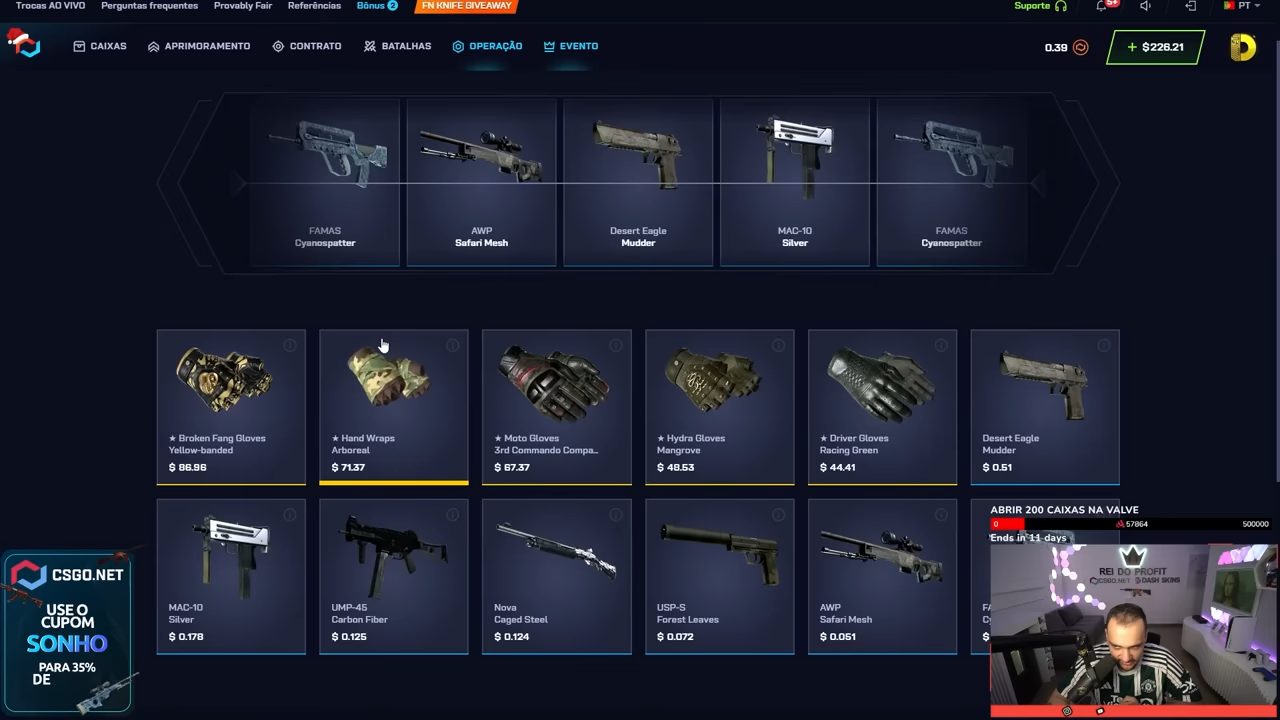 Trocas AO VIVO
Perguntas frequentes
Provably Fair
Referências
Bônus 2
FN KNIFE GIVEAWAY
Suporte
5+
PT
CAIXAS
APRIMORAMENTO
CONTRATO
BATALHAS
OPERAÇÃO
EVENTO
0.39
+ $226.21
FAMAS
Cyanospatter
AWP
Safari Mesh
Desert Eagle
Mudder
MAC-10
Silver
FAMAS
Cyanospatter
★ Broken Fang Gloves
Yellow-banded
$ 86.96
★ Hand Wraps
Arboreal
$ 71.37
★ Moto Gloves
3rd Commando Compa...
$ 67.37
★ Hydra Gloves
Mangrove
$ 48.53
★ Driver Gloves
Racing Green
$ 44.41
Desert Eagle
Mudder
$ 0.51
MAC-10
Silver
$ 0.178
UMP-45
Carbon Fiber
$ 0.125
Nova
Caged Steel
$ 0.124
USP-S
Forest Leaves
$ 0.072
AWP
Safari Mesh
$ 0.051
ABRIR 200 CAIXAS NA VALVE
0
57864
500000
Ends in 11 days
REI DO PROFIT
CSGO.NET
DASH SKINS
CSGO.NET
USE O
CUPOM
SONHO
PARA 35%
DE